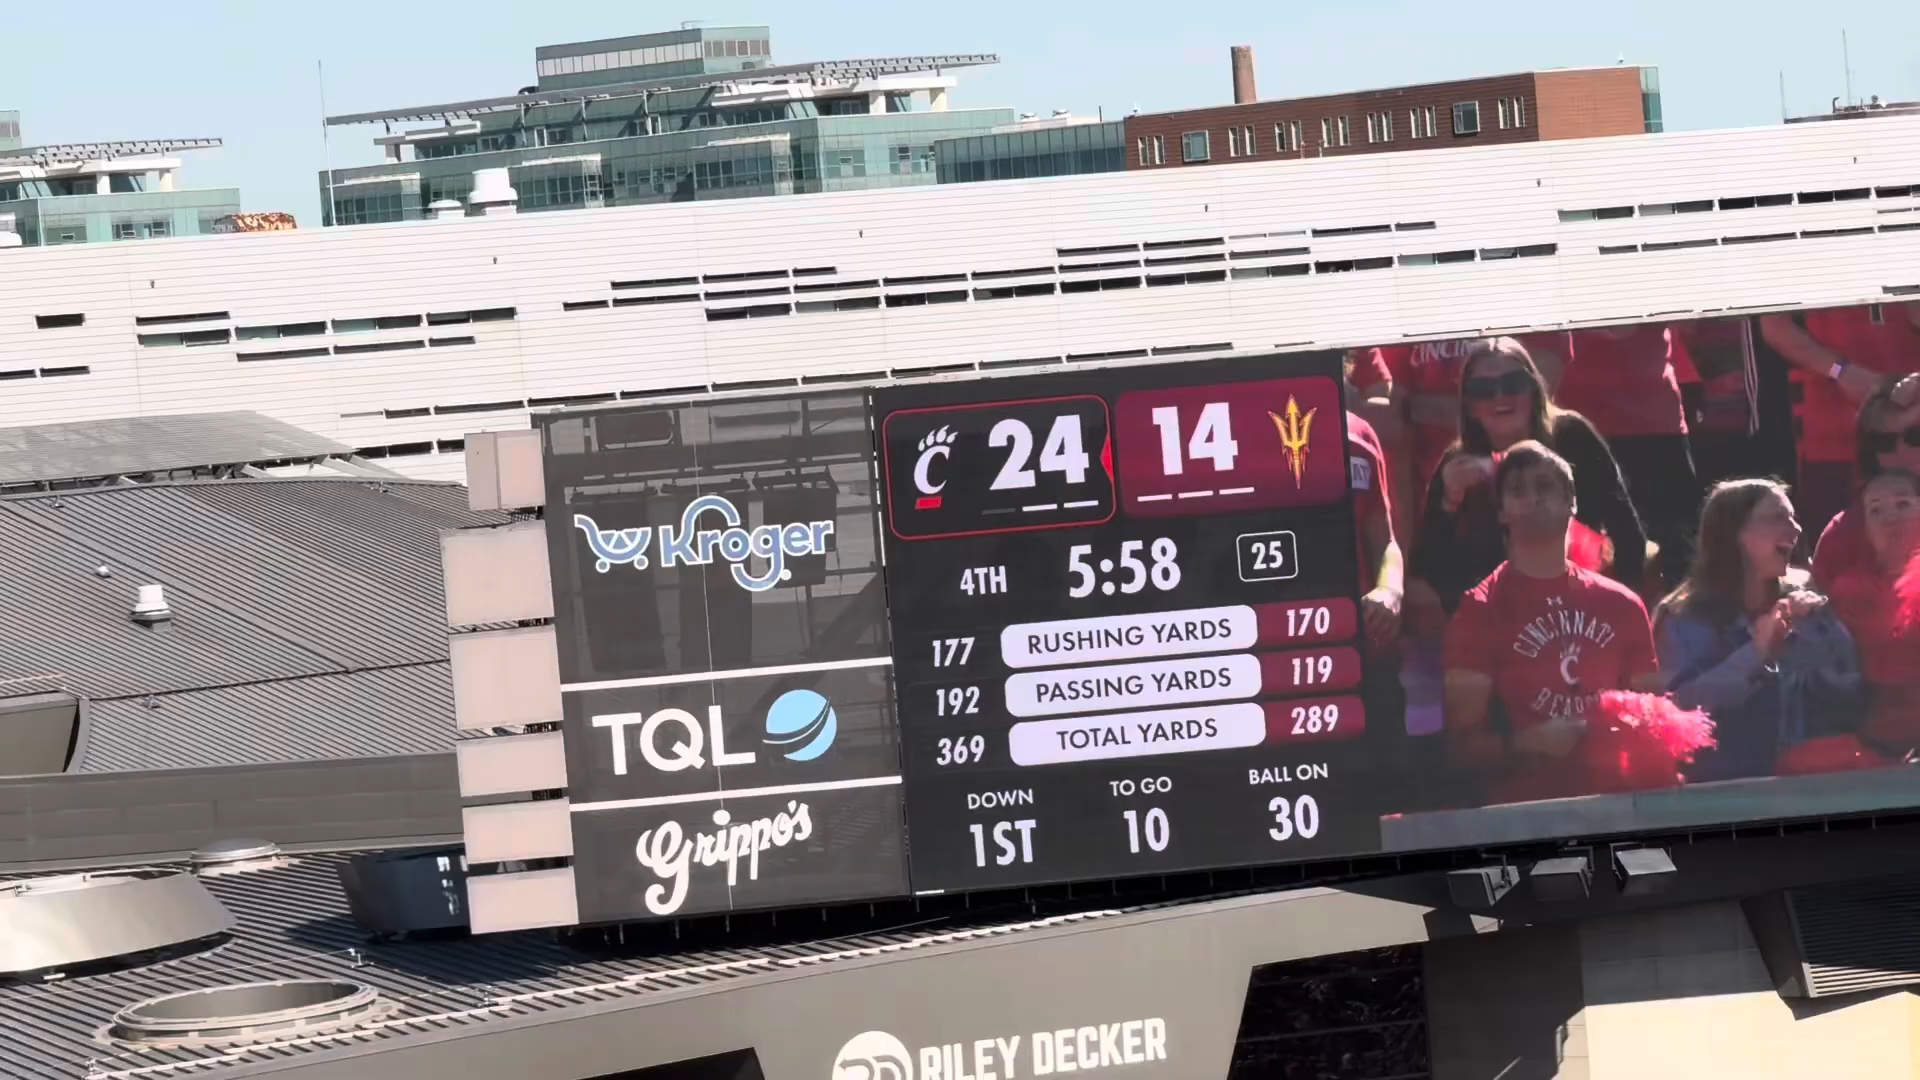 C 24 14
4TH 5:58 25
177 RUSHING YARDS 170
192 PASSING YARDS 119
369 TOTAL YARDS 289
DOWN TO GO BALL ON
1ST 10 30
Kroger
TQL
Grippo's
CINCINNATI
C
BEARCATS
RILEY DECKER